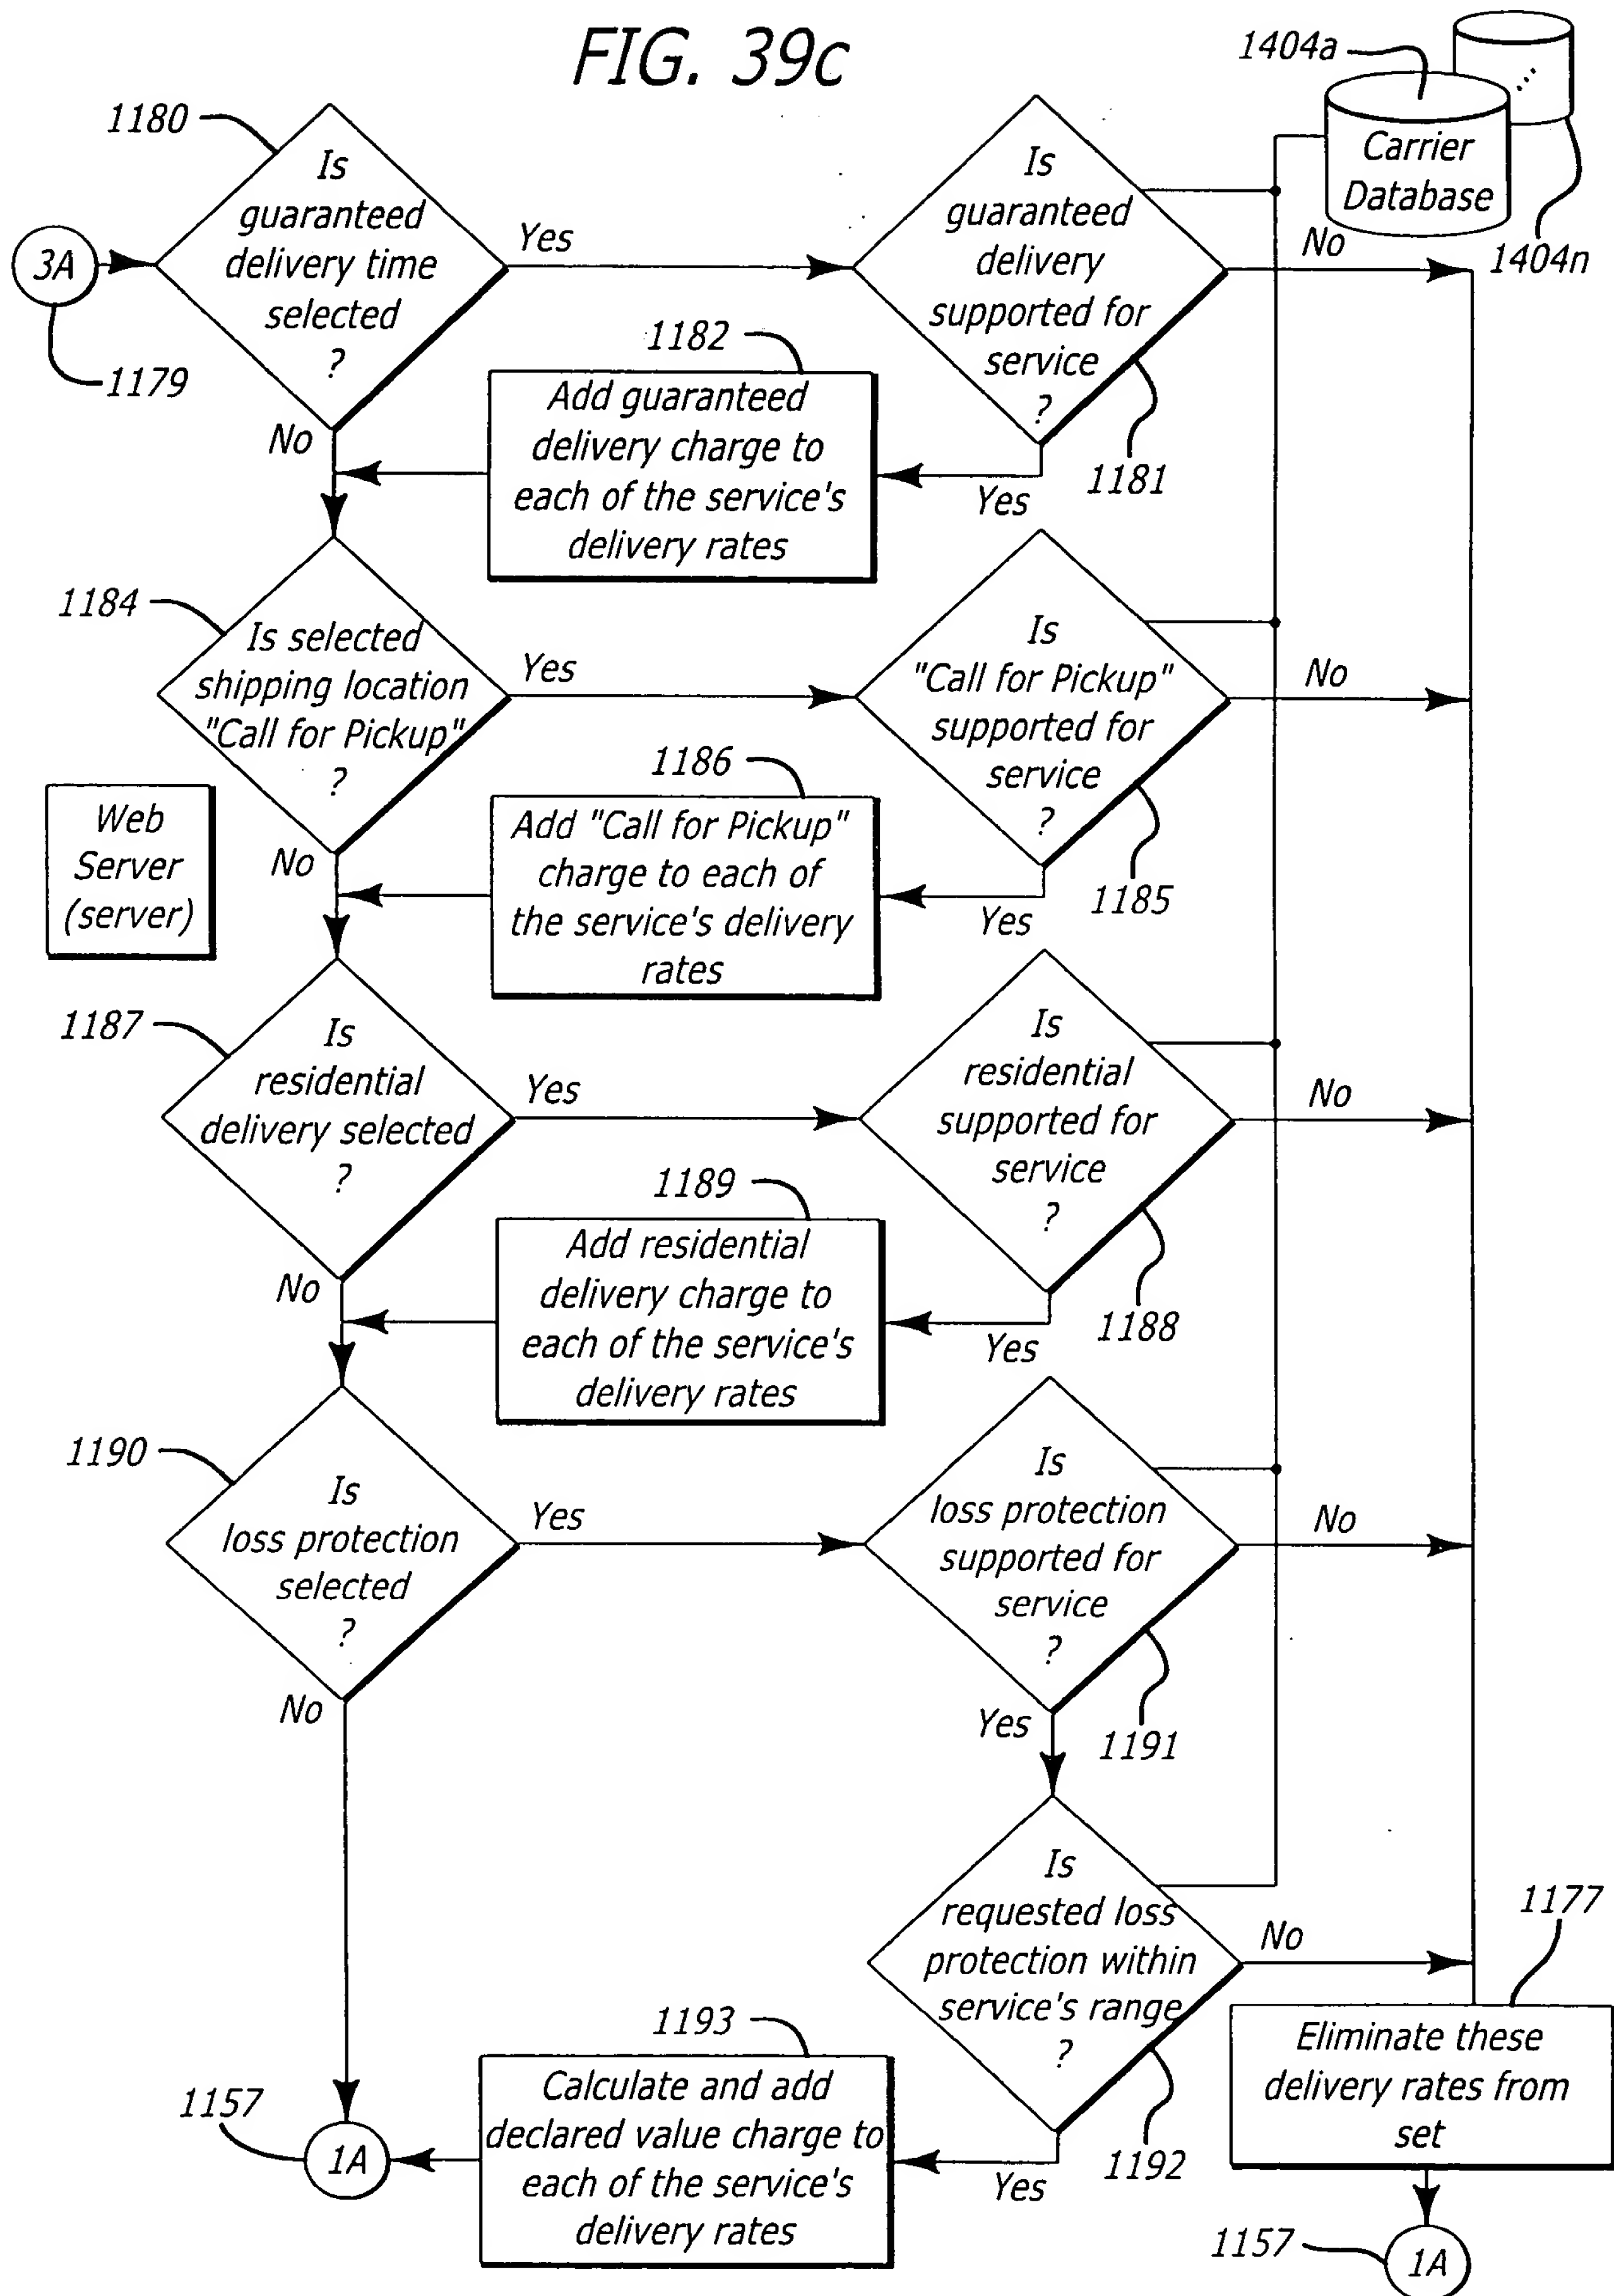 FIG. 39c
1404a
...
Carrier
Database
1404n
1180
Is
guaranteed
delivery time
selected
?
3A
1179
Yes
No
Is
guaranteed
delivery
supported for
service
?
1181
No
Yes
1182
Add guaranteed
delivery charge to
each of the service's
delivery rates
1184
Is selected
shipping location
"Call for Pickup"
?
Yes
No
Is
"Call for Pickup"
supported for
service
?
1185
No
Yes
1186
Add "Call for Pickup"
charge to each of
the service's delivery
rates
Web
Server
(server)
1187
Is
residential
delivery selected
?
Yes
No
Is
residential
supported for
service
?
1188
No
Yes
1189
Add residential
delivery charge to
each of the service's
delivery rates
1190
Is
loss protection
selected
?
Yes
No
Is
loss protection
supported for
service
?
1191
No
Yes
Is
requested loss
protection within
service's range
?
1192
No
Yes
1177
Eliminate these
delivery rates from
set
1193
Calculate and add
declared value charge to
each of the service's
delivery rates
1157
1A
1157
1A